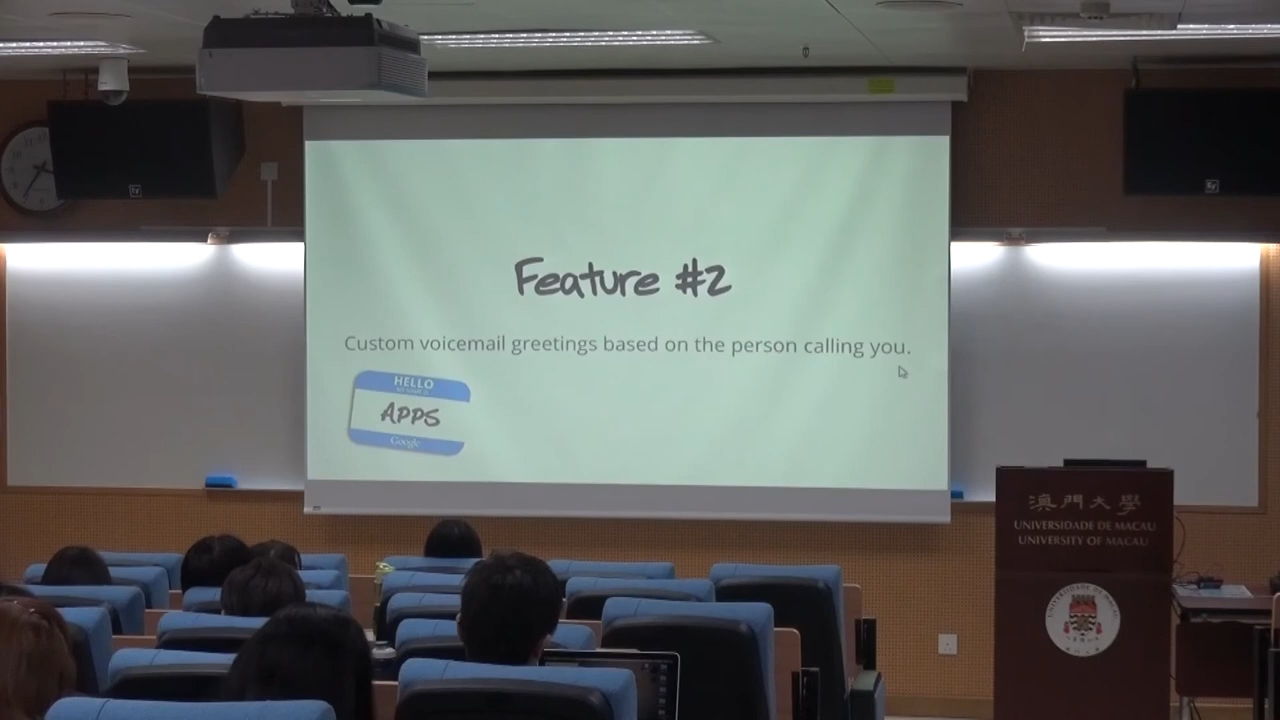 Feature #2
Custom voicemail greetings based on the person calling you.
HELLO
APPS
Google
澳門大學
UNIVERSIDADE DE MACAU
UNIVERSITY OF MACAU